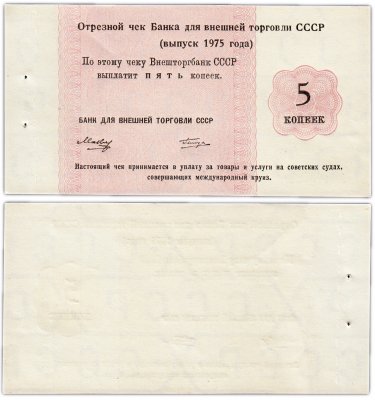 Отрезной чек Банка для внешней торговли СССР
(выпуск 1975 года)
По этому чеку Внешторгбанк СССР
выплатит ПЯТЬ копеек.
5
КОПЕЕК
БАНК ДЛЯ ВНЕШНЕЙ ТОРГОВЛИ СССР
Настоящий чек принимается в уплату за товары и услуги на советских судах,
совершающих международный круиз.